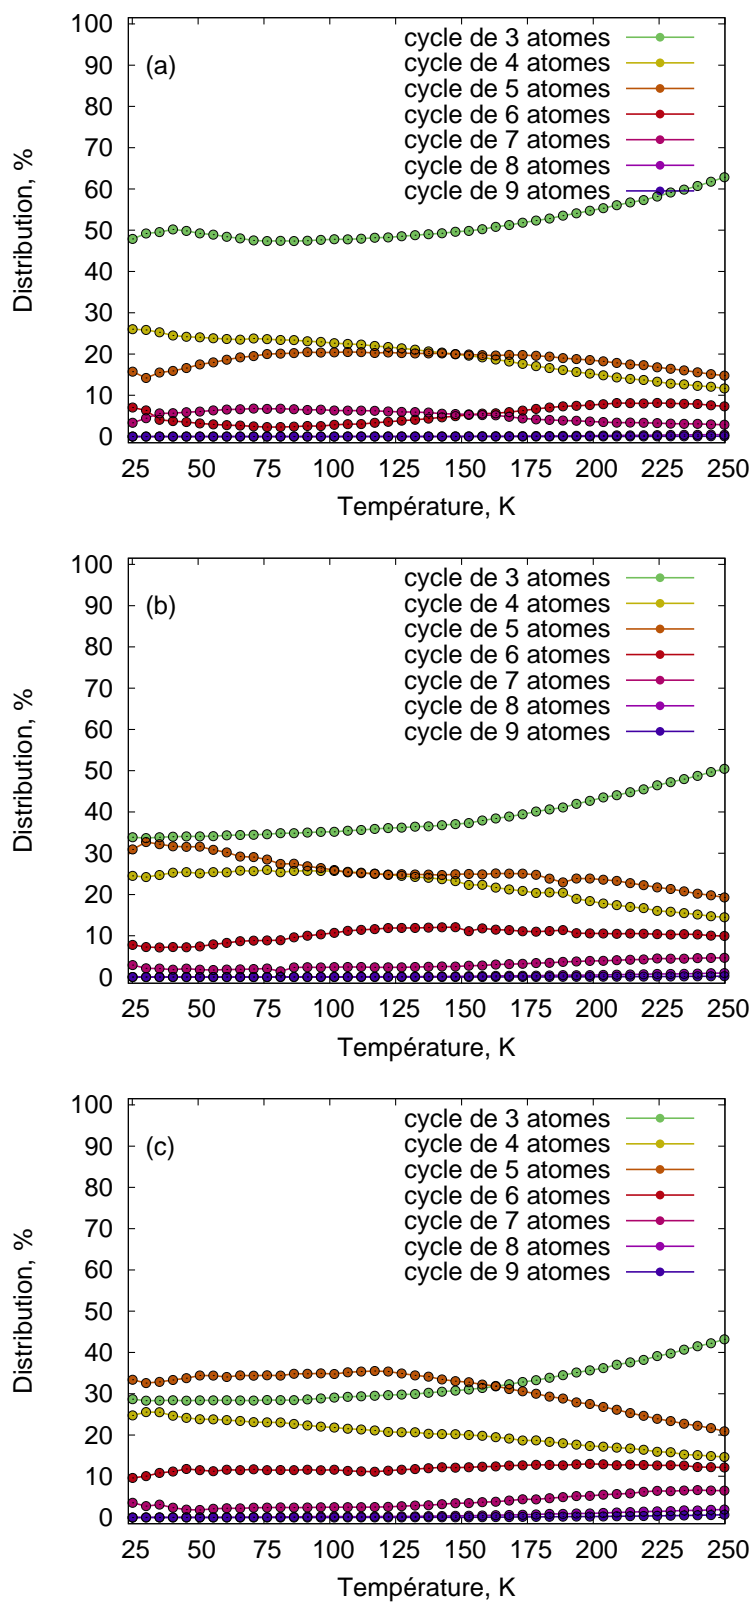 100
90
80
70
60
50
40
30
20
10
0
Distribution, %
(a)
cycle de 3 atomes
cycle de 4 atomes
cycle de 5 atomes
cycle de 6 atomes
cycle de 7 atomes
cycle de 8 atomes
cycle de 9 atomes
25 50 75 100 125 150 175 200 225 250
Température, K
100
90
80
70
60
50
40
30
20
10
0
Distribution, %
(b)
cycle de 3 atomes
cycle de 4 atomes
cycle de 5 atomes
cycle de 6 atomes
cycle de 7 atomes
cycle de 8 atomes
cycle de 9 atomes
25 50 75 100 125 150 175 200 225 250
Température, K
100
90
80
70
60
50
40
30
20
10
0
Distribution, %
(c)
cycle de 3 atomes
cycle de 4 atomes
cycle de 5 atomes
cycle de 6 atomes
cycle de 7 atomes
cycle de 8 atomes
cycle de 9 atomes
25 50 75 100 125 150 175 200 225 250
Température, K